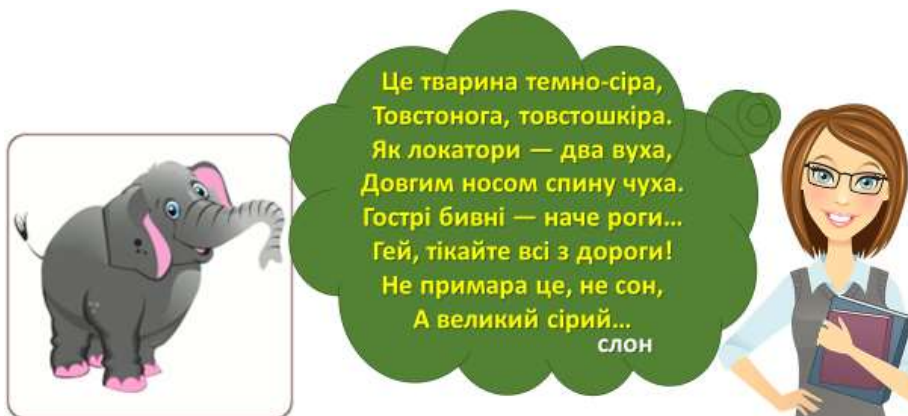 Це тварина темно-сіра,
Товстонога, товстошкіра.
Як локатори — два вуха,
Довгим носом спину чуха.
Гострі бивні — наче роги...
Гей, тікайте всі з дороги!
Не примара це, не сон,
А великий сірий...
слон